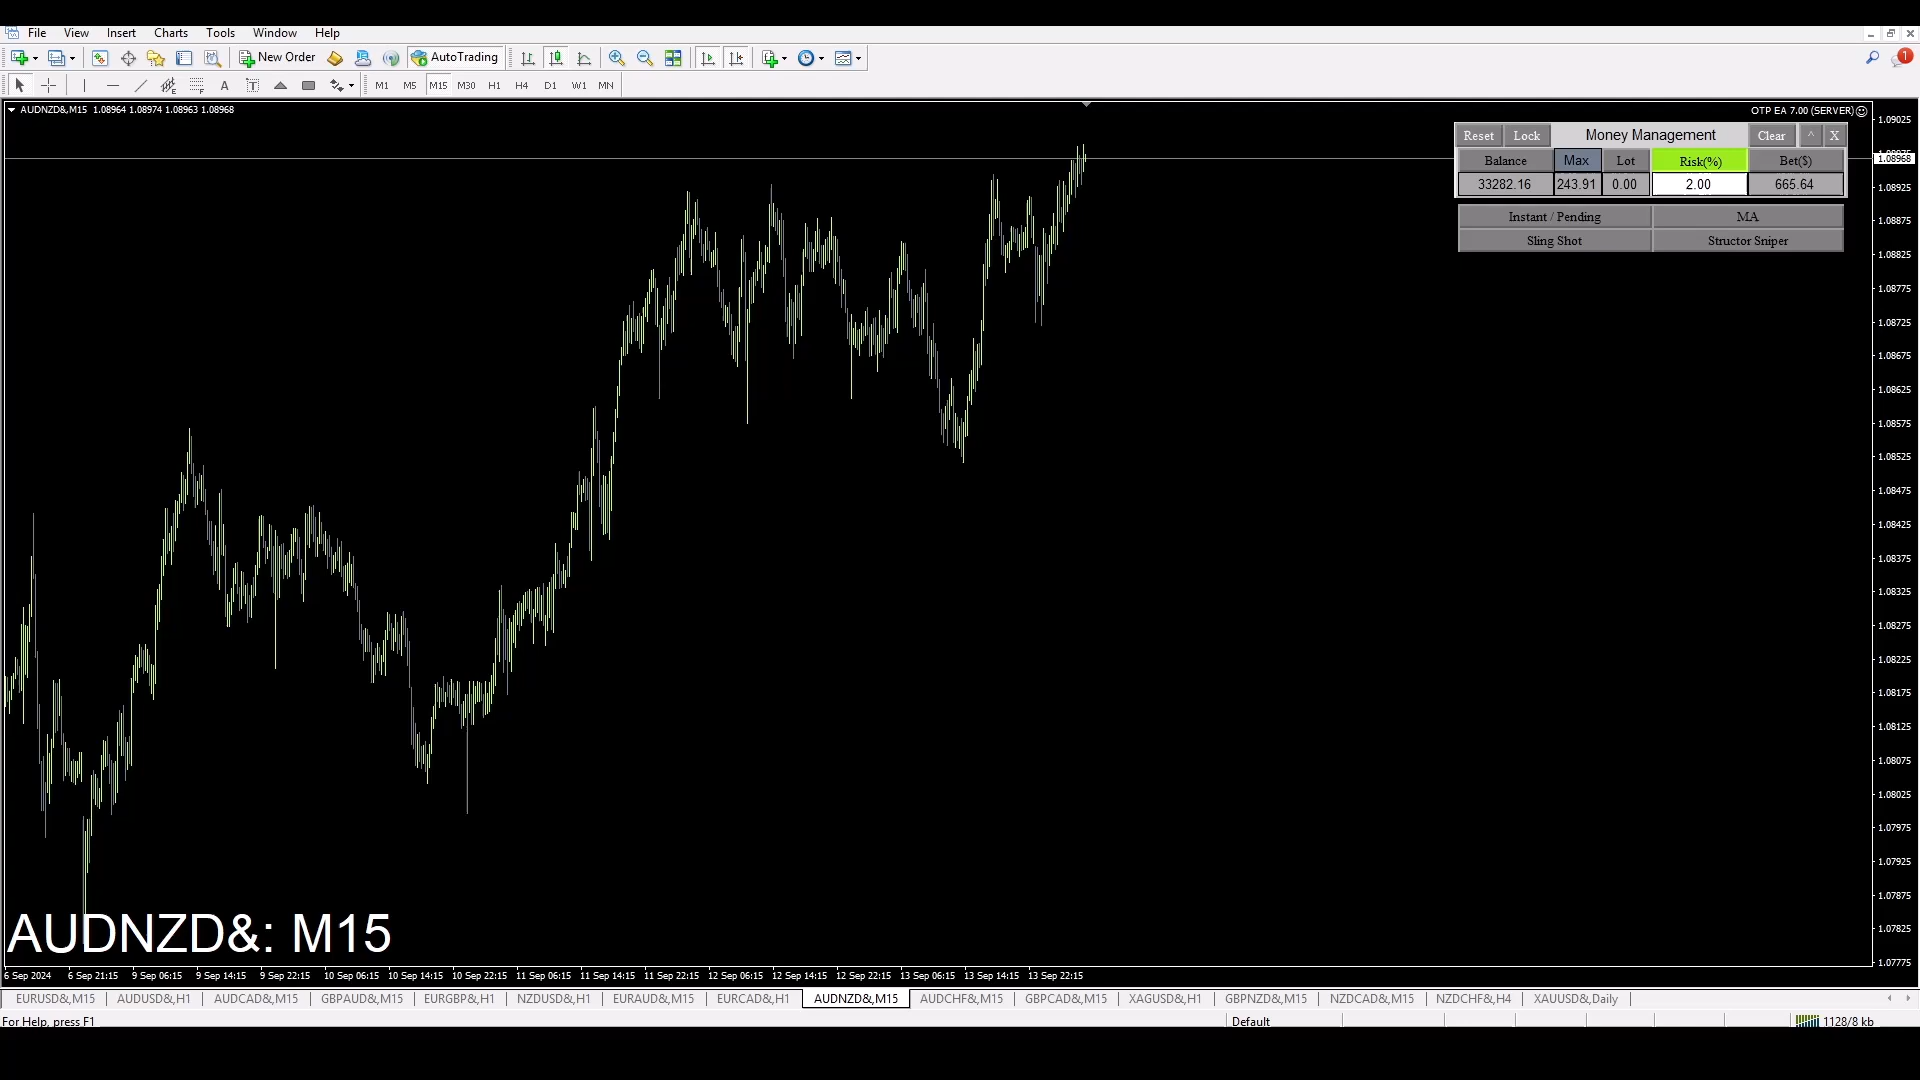 File View Insert Charts Tools Window Help
New Order AutoTrading 1
A T M1 M5 M15 M30 H1 H4 D1 W1 MN
AUDNZD&,M15 1.08964 1.08974 1.08963 1.08968
OTP EA 7.00 (SERVER)
Reset Lock Money Management Clear ^ X
Balance Max Lot Risk(%) Bet($)
33282.16 243.91 0.00 2.00 665.64
Instant / Pending MA
Sling Shot Structor Sniper
1.09025
1.08968
1.08925
1.08875
1.08825
1.08775
1.08725
1.08675
1.08625
1.08575
1.08525
1.08475
1.08425
1.08375
1.08325
1.08275
1.08225
1.08175
1.08125
1.08075
1.08025
1.07975
1.07925
1.07875
1.07825
1.07775
AUDNZD&: M15
6 Sep 2024 6 Sep 21:15 9 Sep 06:15 9 Sep 14:15 9 Sep 22:15 10 Sep 06:15 10 Sep 14:15 10 Sep 22:15 11 Sep 06:15 11 Sep 14:15 11 Sep 22:15 12 Sep 06:15 12 Sep 14:15 12 Sep 22:15 13 Sep 06:15 13 Sep 14:15 13 Sep 22:15
EURUSD&,M15 AUDUSD&,H1 AUDCAD&,M15 GBPAUD&,M15 EURGBP&,H1 NZDUSD&,H1 EURAUD&,M15 EURCAD&,H1 AUDNZD&,M15 AUDCHF&,M15 GBPCAD&,M15 XAGUSD&,H1 GBPNZD&,M15 NZDCAD&,M15 NZDCHF&,H4 XAUUSD&,Daily
For Help, press F1 Default 1128/8 kb